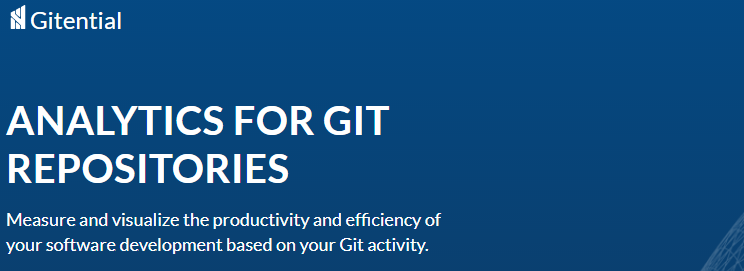 Gitential
ANALYTICS FOR GIT
REPOSITORIES
Measure and visualize the productivity and efficiency of
your software development based on your Git activity.